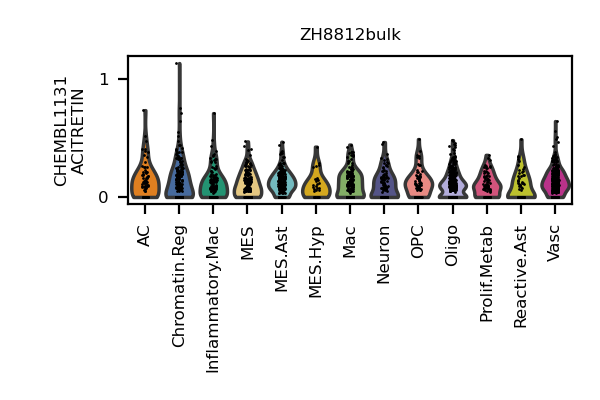 ZH8812bulk
CHEMBL1131
ACITRETIN
1
0
AC
Chromatin.Reg
Inflammatory.Mac
MES
MES.Ast
MES.Hyp
Mac
Neuron
OPC
Oligo
Prolif.Metab
Reactive.Ast
Vasc